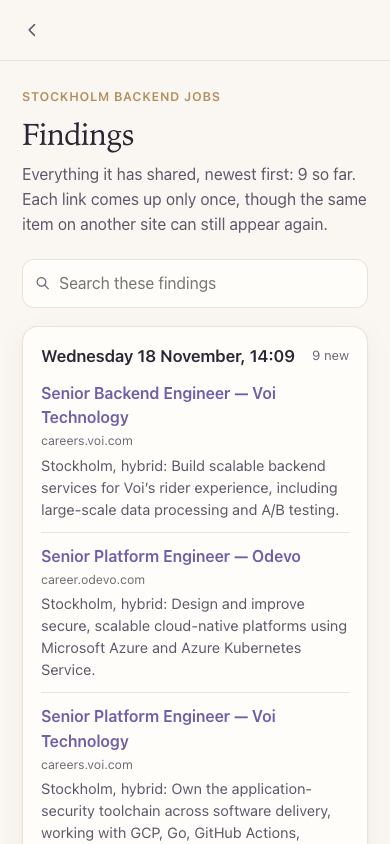 STOCKHOLM BACKEND JOBS
Findings
Everything it has shared, newest first: 9 so far.
Each link comes up only once, though the same
item on another site can still appear again.
Search these findings
Wednesday 18 November, 14:09 9 new
Senior Backend Engineer — Voi
Technology
careers.voi.com
Stockholm, hybrid: Build scalable backend
services for Voi's rider experience, including
large-scale data processing and A/B testing.
Senior Platform Engineer — Odevo
career.odevo.com
Stockholm, hybrid: Design and improve
secure, scalable cloud-native platforms using
Microsoft Azure and Azure Kubernetes
Service.
Senior Platform Engineer — Voi
Technology
careers.voi.com
Stockholm, hybrid: Own the application-
security toolchain across software delivery,
working with GCP, Go, GitHub Actions,